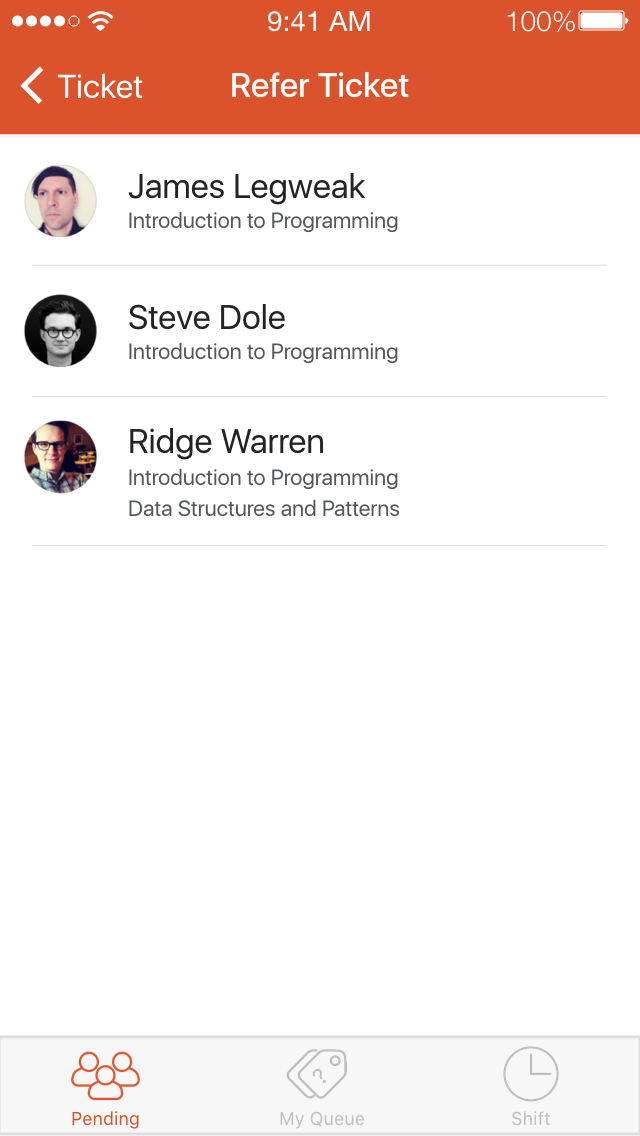 9:41 AM 100%
Ticket Refer Ticket
James Legweak
Introduction to Programming
Steve Dole
Introduction to Programming
Ridge Warren
Introduction to Programming
Data Structures and Patterns
?
Pending My Queue Shift